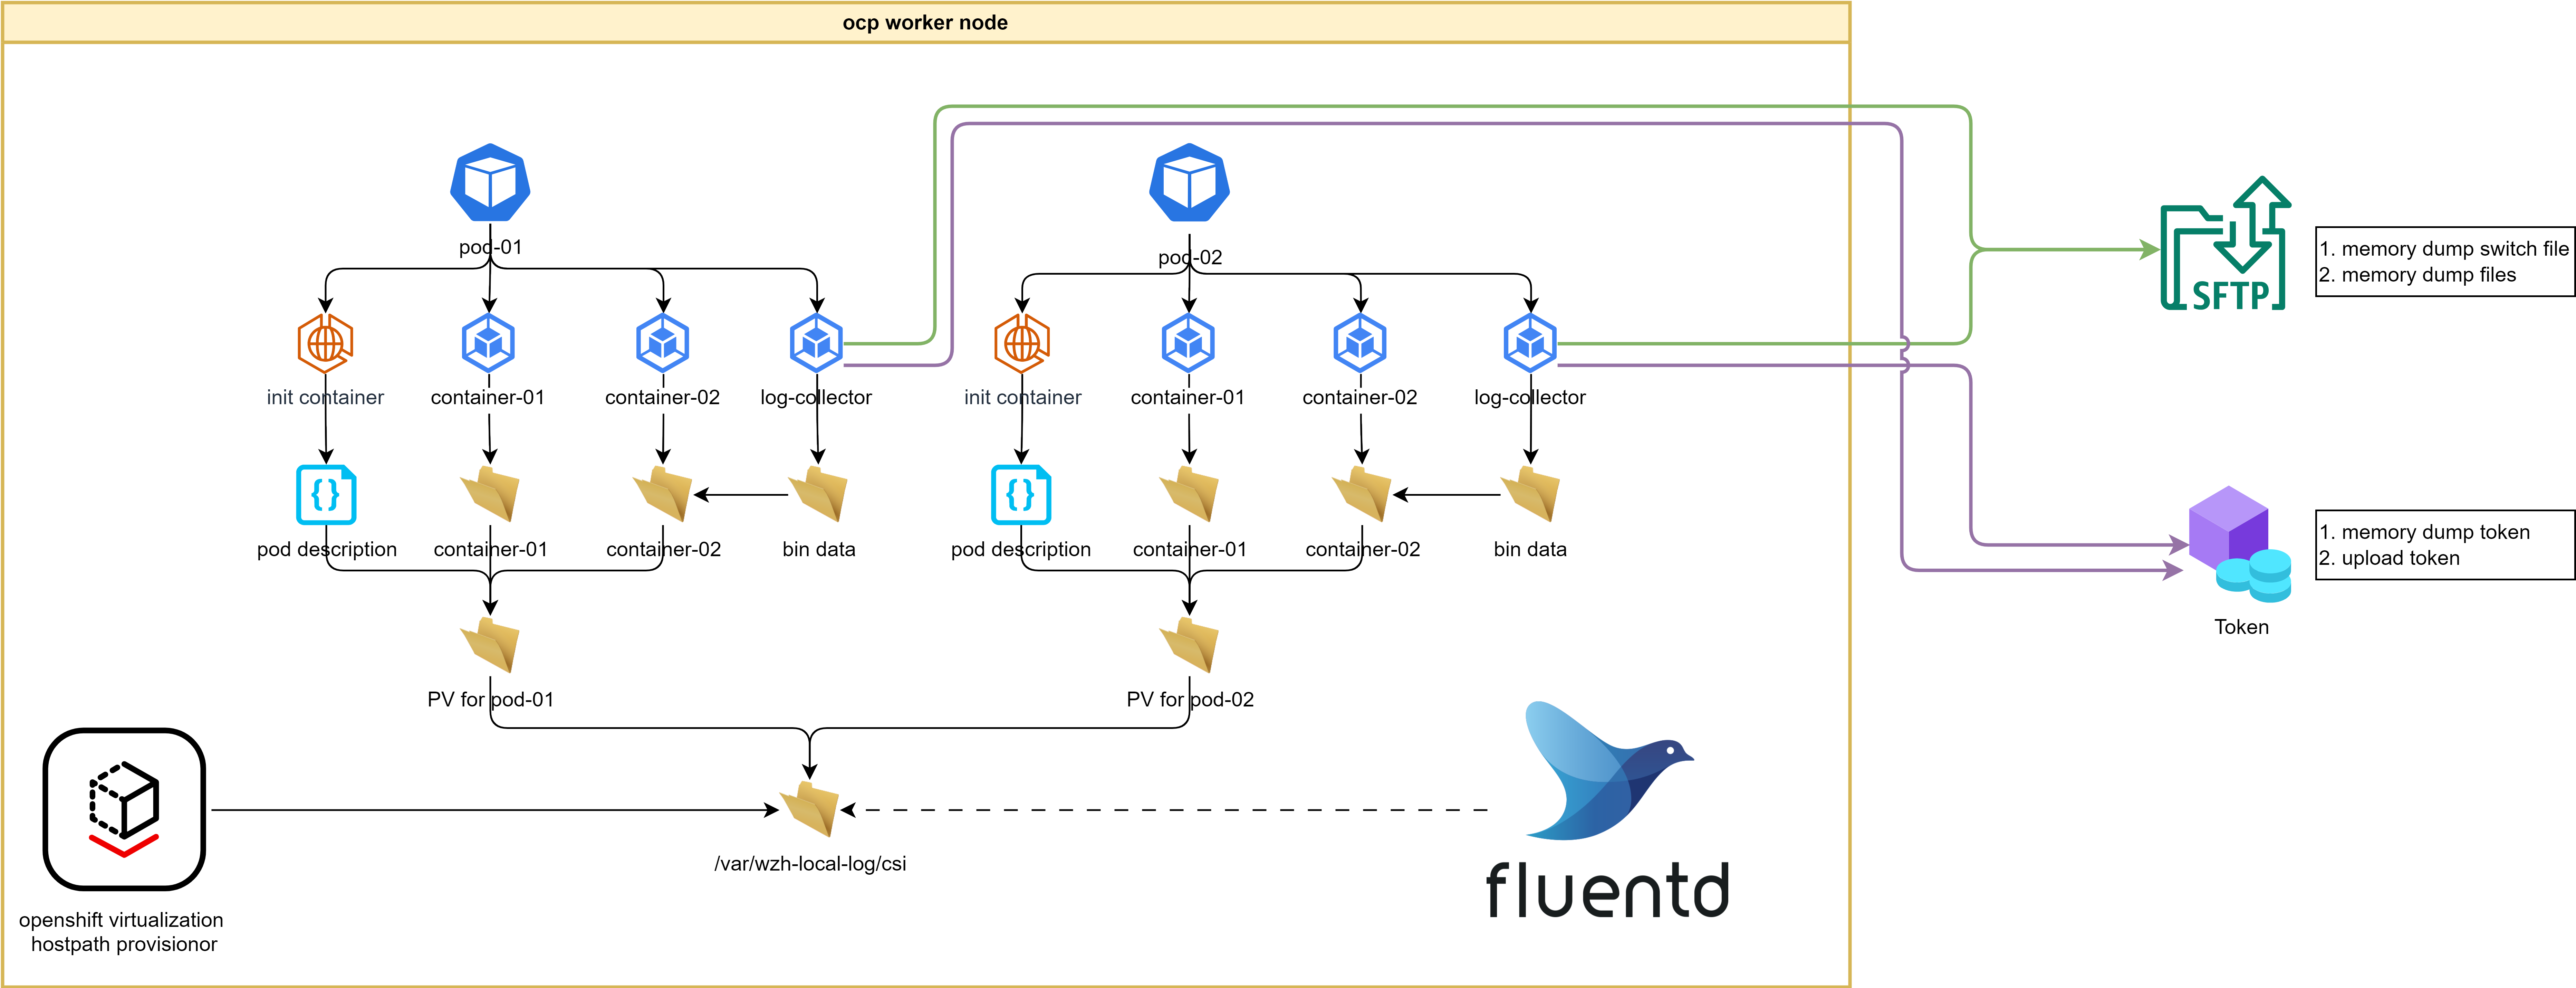 ocp worker node
pod-01
pod-02
init container
container-01
container-02
log-collector
init container
container-01
container-02
log-collector
pod description
container-01
container-02
bin data
pod description
container-01
container-02
bin data
PV for pod-01
PV for pod-02
/var/wzh-local-log/csi
openshift virtualization
hostpath provisionor
fluentd
SFTP
1. memory dump switch file
2. memory dump files
1. memory dump token
2. upload token
Token